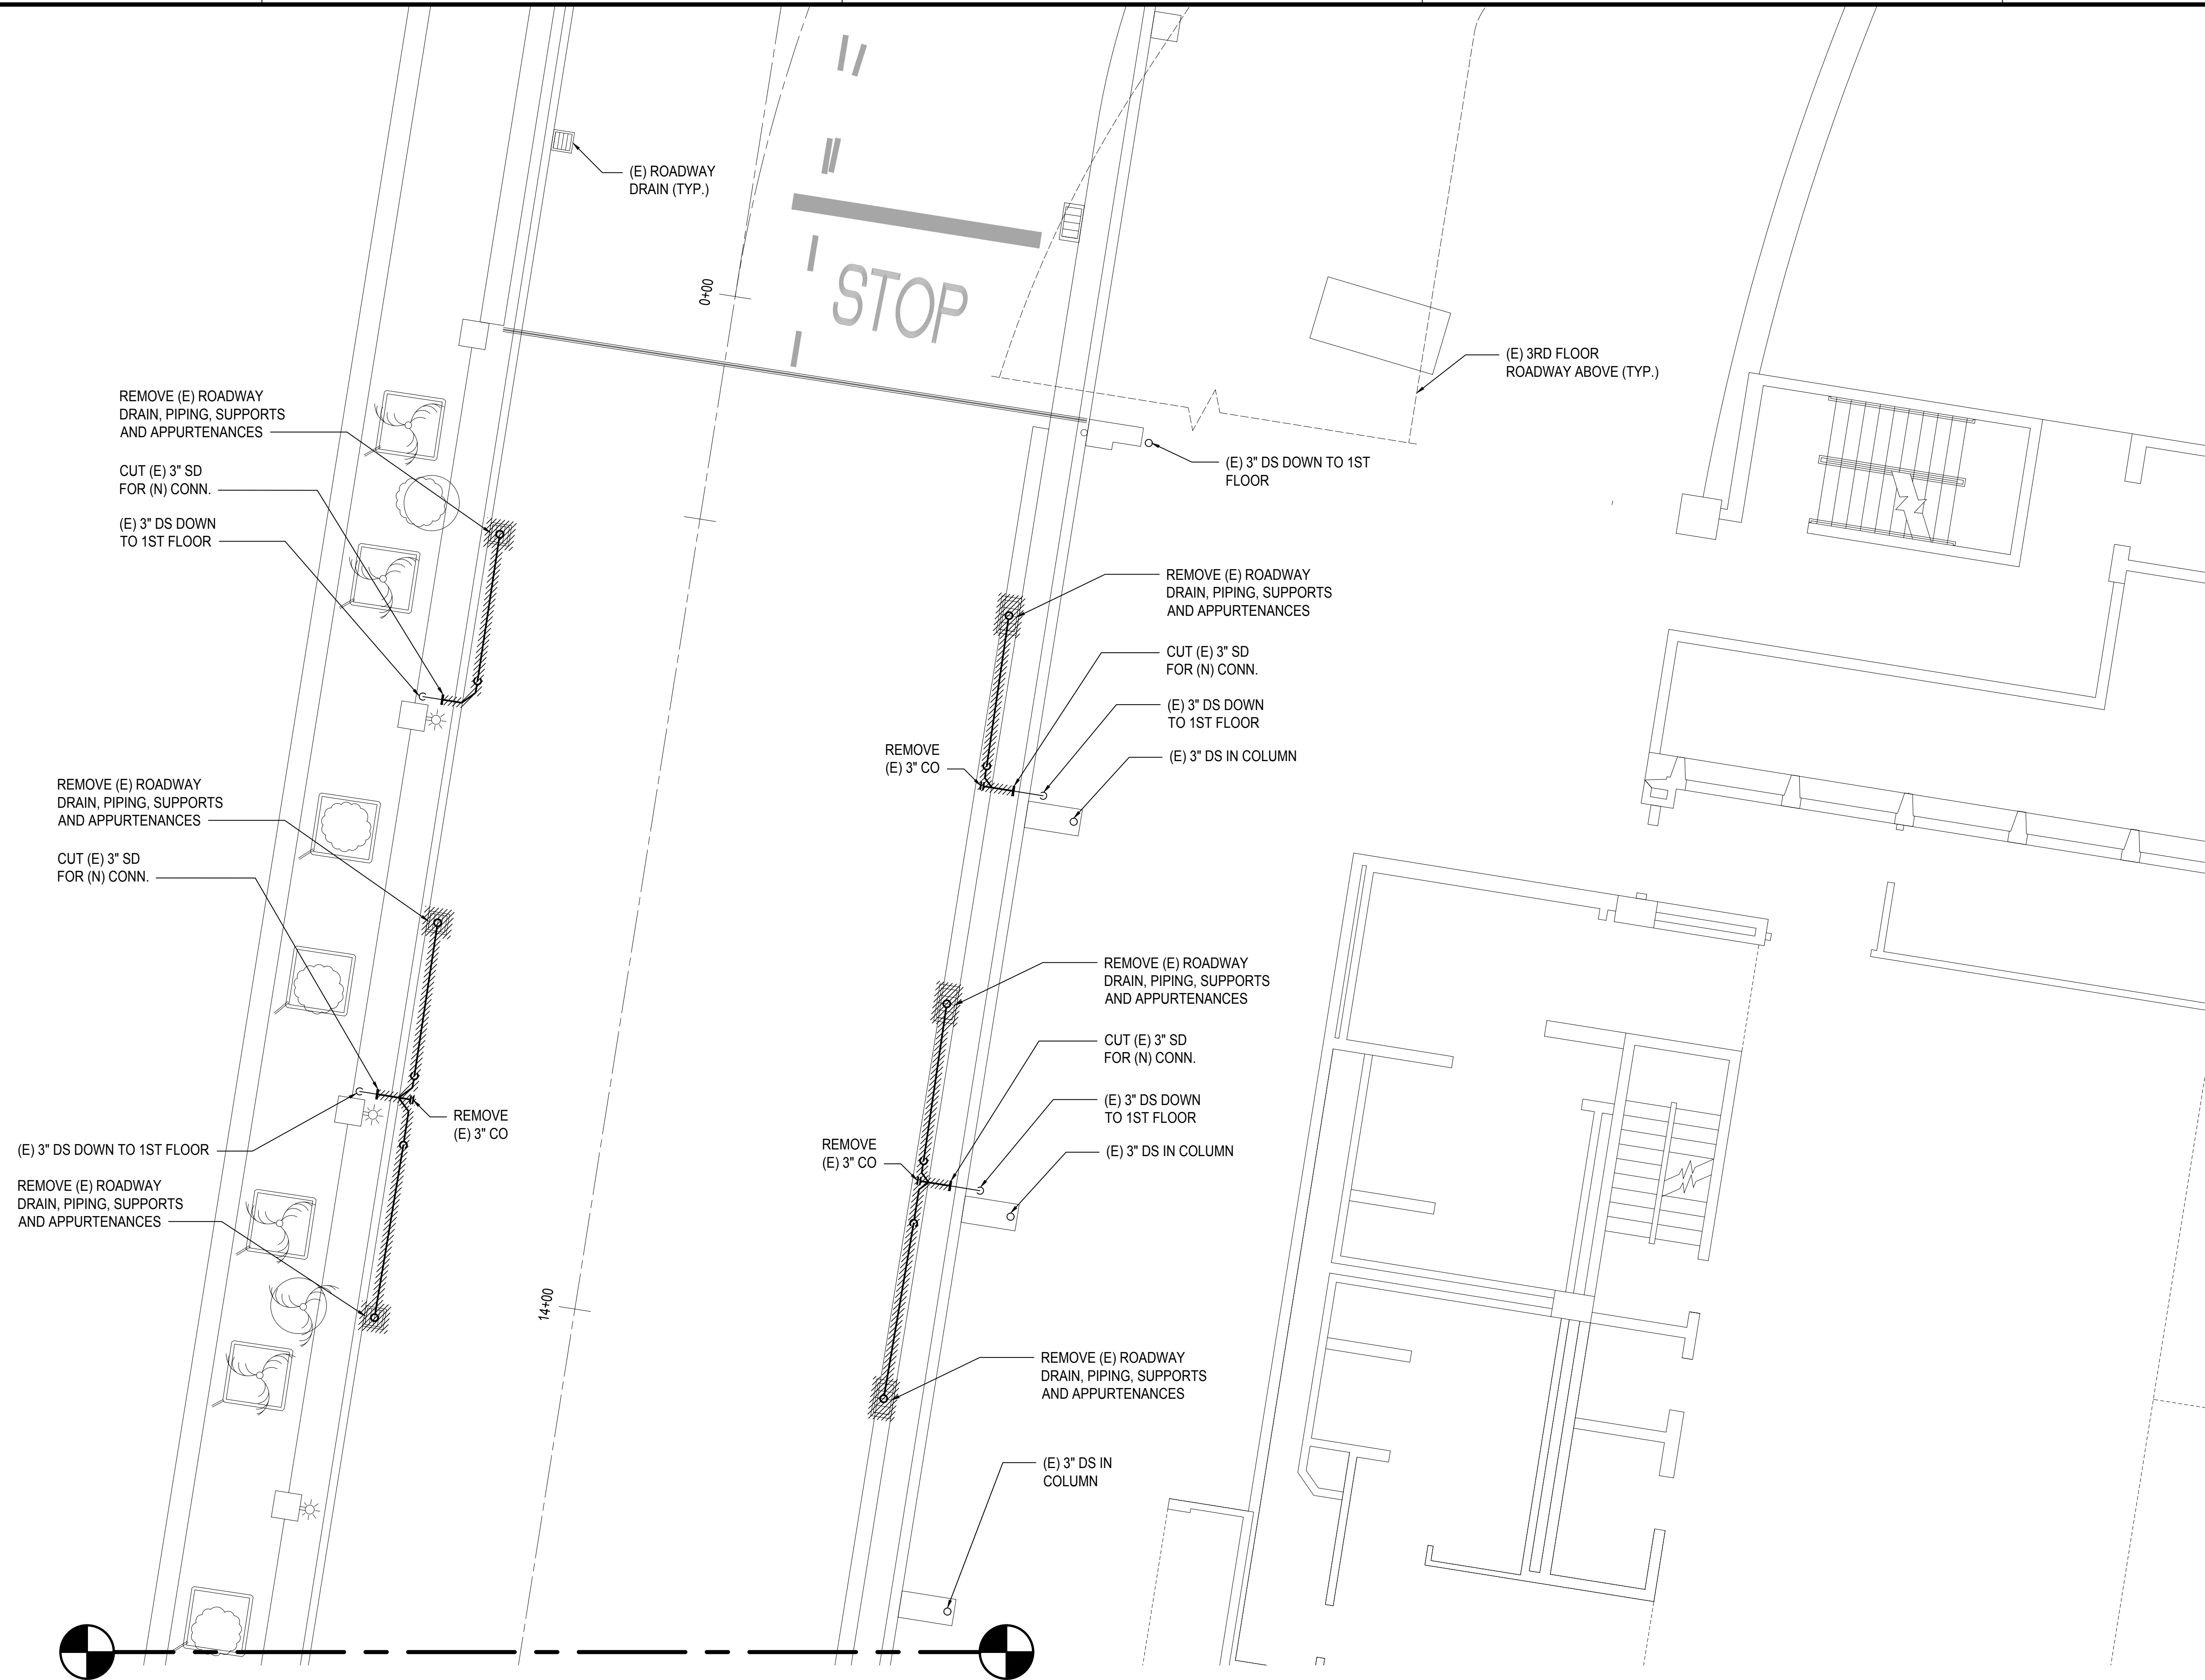 (E) ROADWAY
DRAIN (TYP.)
0+00
STOP
(E) 3RD FLOOR
ROADWAY ABOVE (TYP.)
REMOVE (E) ROADWAY
DRAIN, PIPING, SUPPORTS
AND APPURTENANCES
CUT (E) 3" SD
FOR (N) CONN.
(E) 3" DS DOWN
TO 1ST FLOOR
(E) 3" DS DOWN TO 1ST
FLOOR
REMOVE (E) ROADWAY
DRAIN, PIPING, SUPPORTS
AND APPURTENANCES
CUT (E) 3" SD
FOR (N) CONN.
(E) 3" DS DOWN
TO 1ST FLOOR
REMOVE
(E) 3" CO
(E) 3" DS IN COLUMN
REMOVE (E) ROADWAY
DRAIN, PIPING, SUPPORTS
AND APPURTENANCES
CUT (E) 3" SD
FOR (N) CONN.
REMOVE (E) ROADWAY
DRAIN, PIPING, SUPPORTS
AND APPURTENANCES
CUT (E) 3" SD
FOR (N) CONN.
(E) 3" DS DOWN
TO 1ST FLOOR
REMOVE
(E) 3" CO
REMOVE
(E) 3" CO
(E) 3" DS IN COLUMN
(E) 3" DS DOWN TO 1ST FLOOR
REMOVE (E) ROADWAY
DRAIN, PIPING, SUPPORTS
AND APPURTENANCES
14+00
REMOVE (E) ROADWAY
DRAIN, PIPING, SUPPORTS
AND APPURTENANCES
(E) 3" DS IN
COLUMN